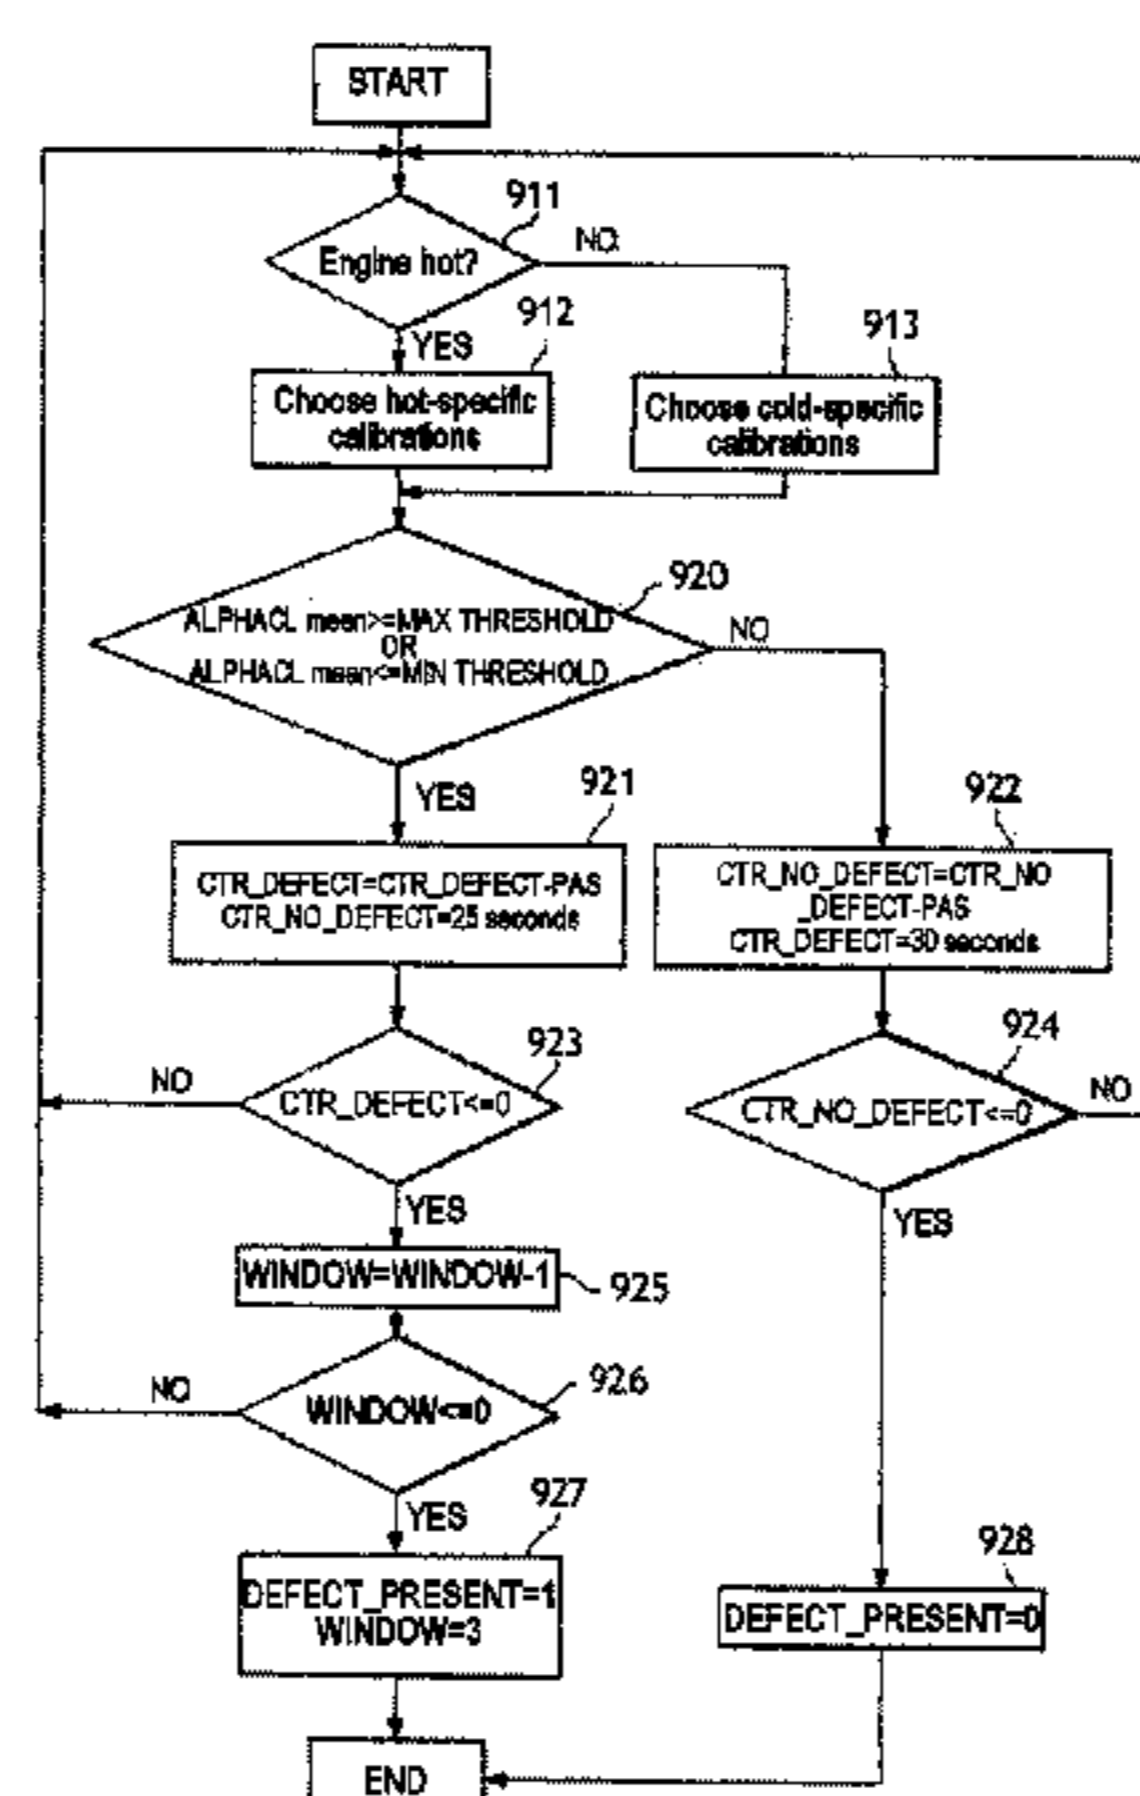 START
911
Engine hot?
NO
912
YES
913
Choose hot-specific
calibrations
Choose cold-specific
calibrations
920
ALPHACL mean>=MAX THRESHOLD
OR
ALPHACL mean<=MIN THRESHOLD
NO
YES
921
922
CTR_DEFECT=CTR_DEFECT-PAS
CTR_NO_DEFECT=25 seconds
CTR_NO_DEFECT=CTR_NO
_DEFECT-PAS
CTR_DEFECT=30 seconds
923
924
NO
CTR_DEFECT<=0
CTR_NO_DEFECT<=0
NO
YES
YES
WINDOW=WINDOW-1
925
926
NO
WINDOW<=0
YES
927
928
DEFECT_PRESENT=1
WINDOW=3
DEFECT_PRESENT=0
END